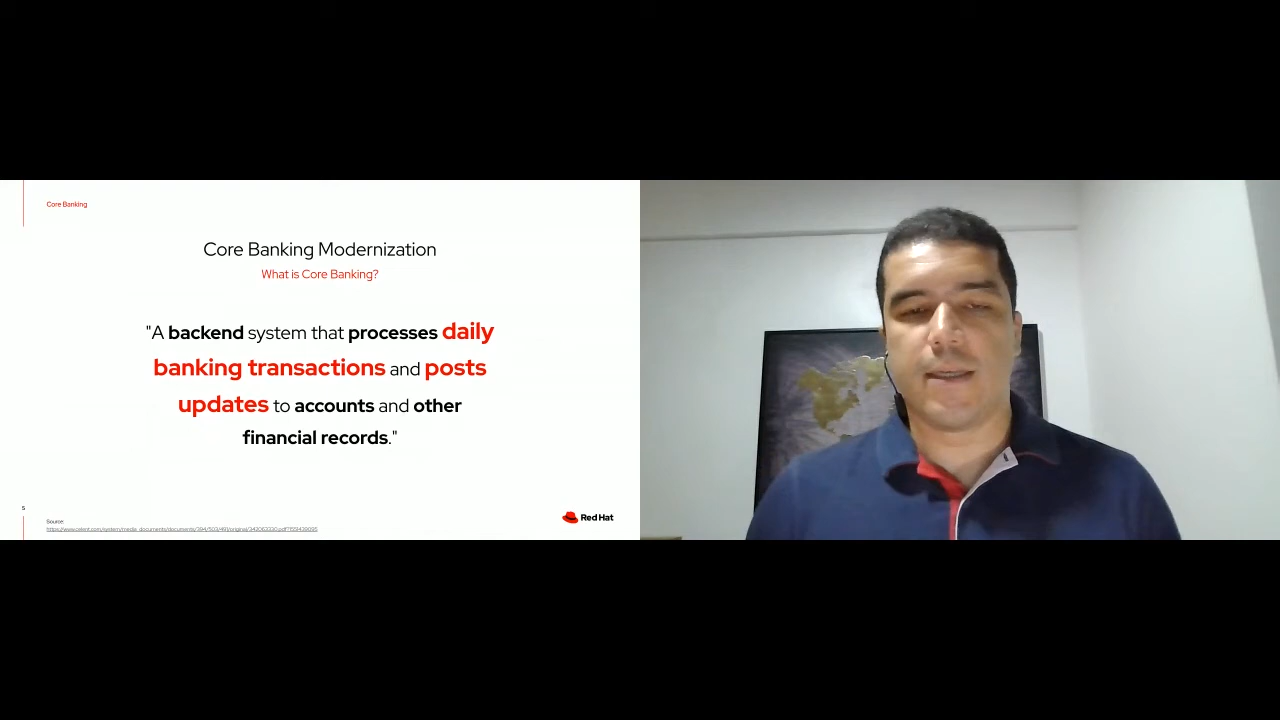 Core Banking
Core Banking Modernization
What is Core Banking?
"A backend system that processes daily
banking transactions and posts
updates to accounts and other
financial records."
5
Source:
Red Hat